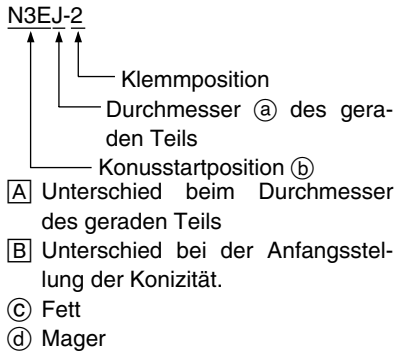 N3EJ-2
Klemmposition
Durchmesser ⓐ des gera-
den Teils
Konusstartposition ⓑ
A Unterschied beim Durchmesser
des geraden Teils
B Unterschied bei der Anfangsstel-
lung der Konizität.
ⓒ Fett
ⓓ Mager